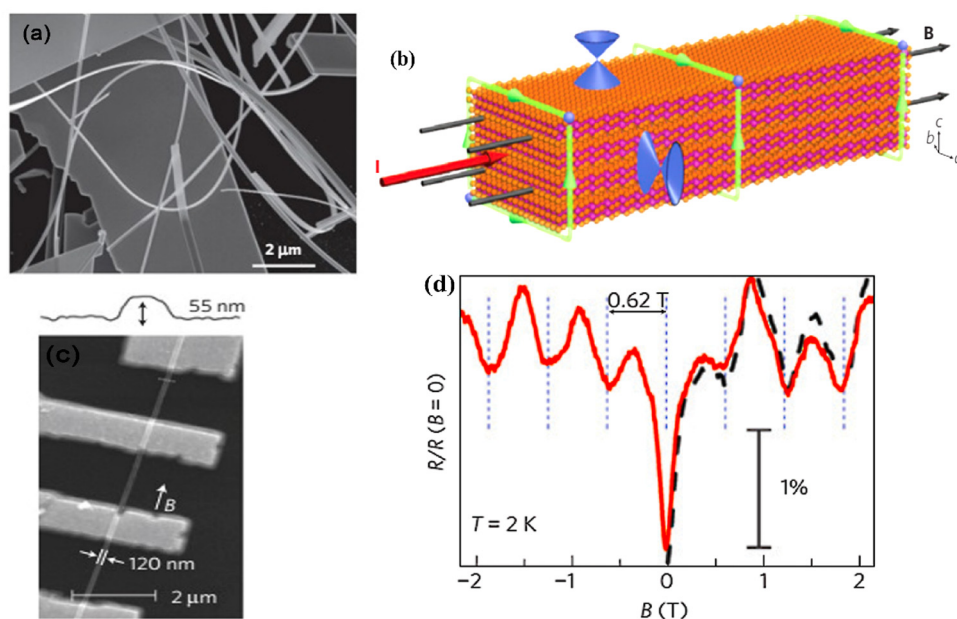 (a)
2 μm
(b)
B
I
c
b
55 nm
(c)
B
120 nm
2 μm
(d)
0.62 T
R/R (B = 0)
1%
T = 2 K
-2 -1 0 1 2
B (T)